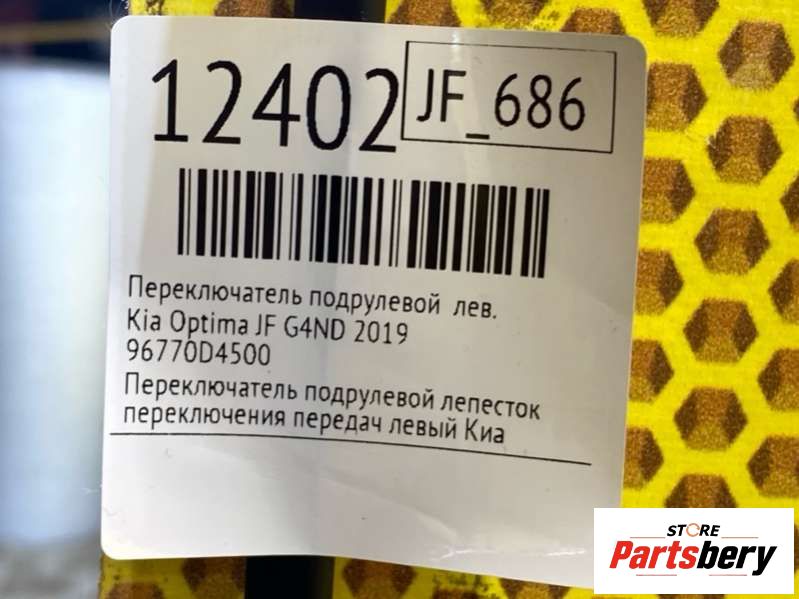 12402 JF_686
Переключатель подрулевой лев.
Kia Optima JF G4ND 2019
96770D4500
Переключатель подрулевой лепесток
переключения передач левый Киа
STORE
Partsbery